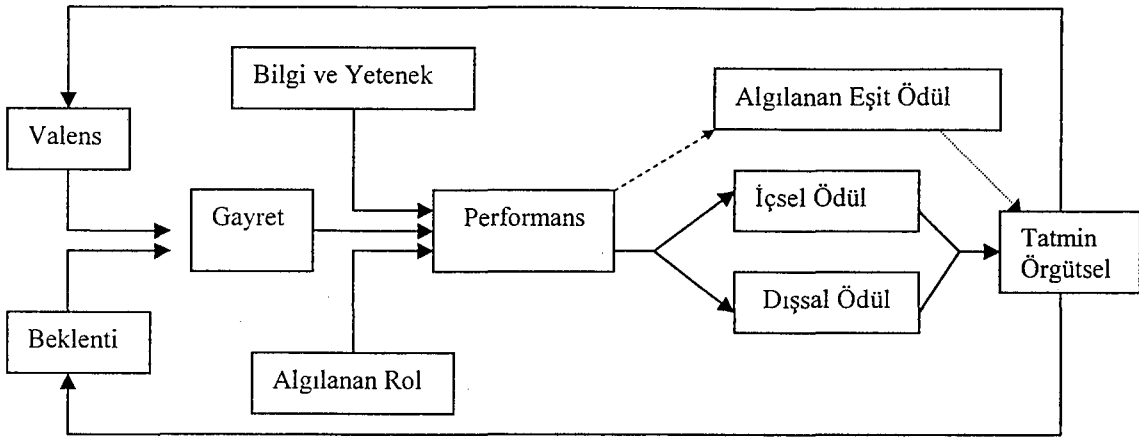 Bilgi ve Yetenek
Algılanan Eşit Ödül
Valens
Gayret
Performans
İçsel Ödül
Tatmin
Örgütsel
Dışsal Ödül
Beklenti
Algılanan Rol